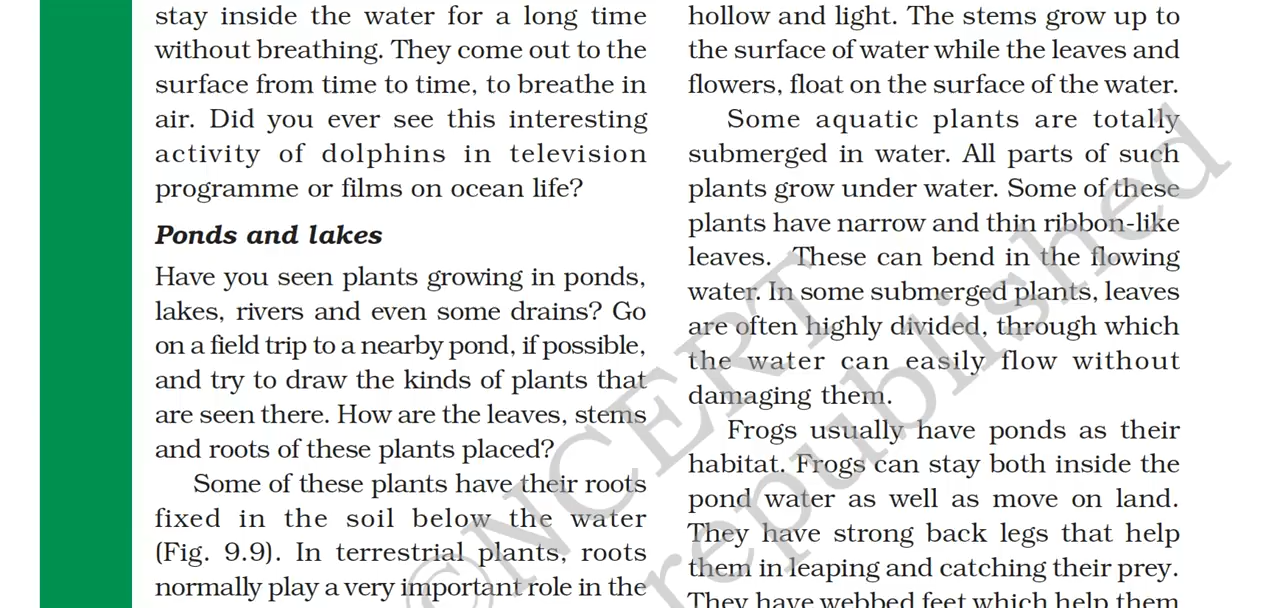 stay inside the water for a long time
without breathing. They come out to the
surface from time to time, to breathe in
air. Did you ever see this interesting
activity of dolphins in television
programme or films on ocean life?
Ponds and lakes
Have you seen plants growing in ponds,
lakes, rivers and even some drains? Go
on a field trip to a nearby pond, if possible,
and try to draw the kinds of plants that
are seen there. How are the leaves, stems
and roots of these plants placed?
Some of these plants have their roots
fixed in the soil below the water
(Fig. 9.9). In terrestrial plants, roots
normally play a very important role in the
hollow and light. The stems grow up to
the surface of water while the leaves and
flowers, float on the surface of the water.
Some aquatic plants are totally
submerged in water. All parts of such
plants grow under water. Some of these
plants have narrow and thin ribbon-like
leaves. These can bend in the flowing
water. In some submerged plants, leaves
are often highly divided, through which
the water can easily flow without
damaging them.
Frogs usually have ponds as their
habitat. Frogs can stay both inside the
pond water as well as move on land.
They have strong back legs that help
them in leaping and catching their prey.
They have webbed feet which help them
©NCERT
republished